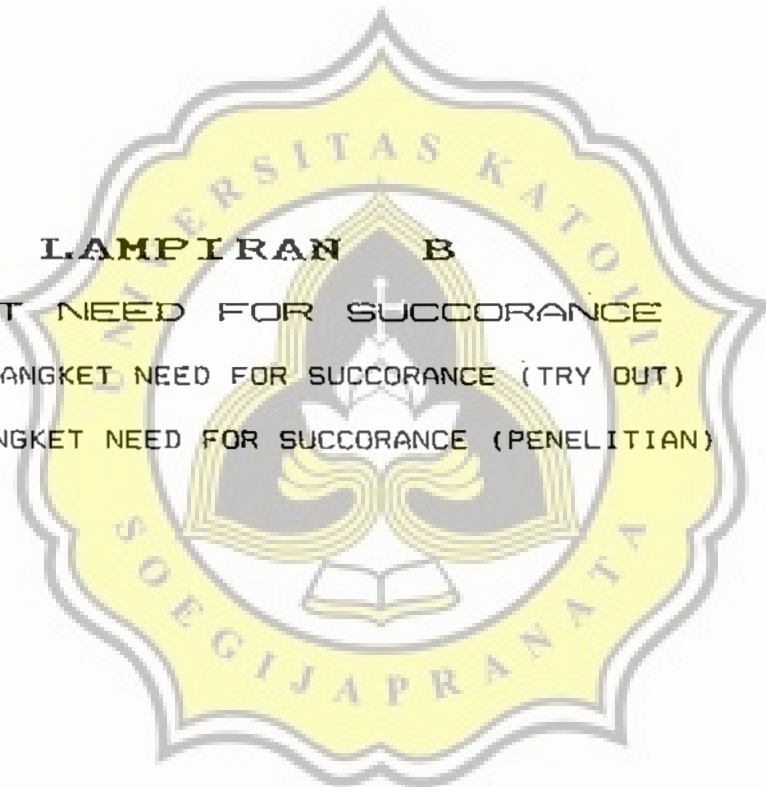 UNIVERSITAS KATOLIK
LAMPIRAN B
T NEED FOR SUCCORANCE
ANGKET NEED FOR SUCCORANCE (TRY OUT)
NGKET NEED FOR SUCCORANCE (PENELITIAN)
SOEGIJAPRANATA